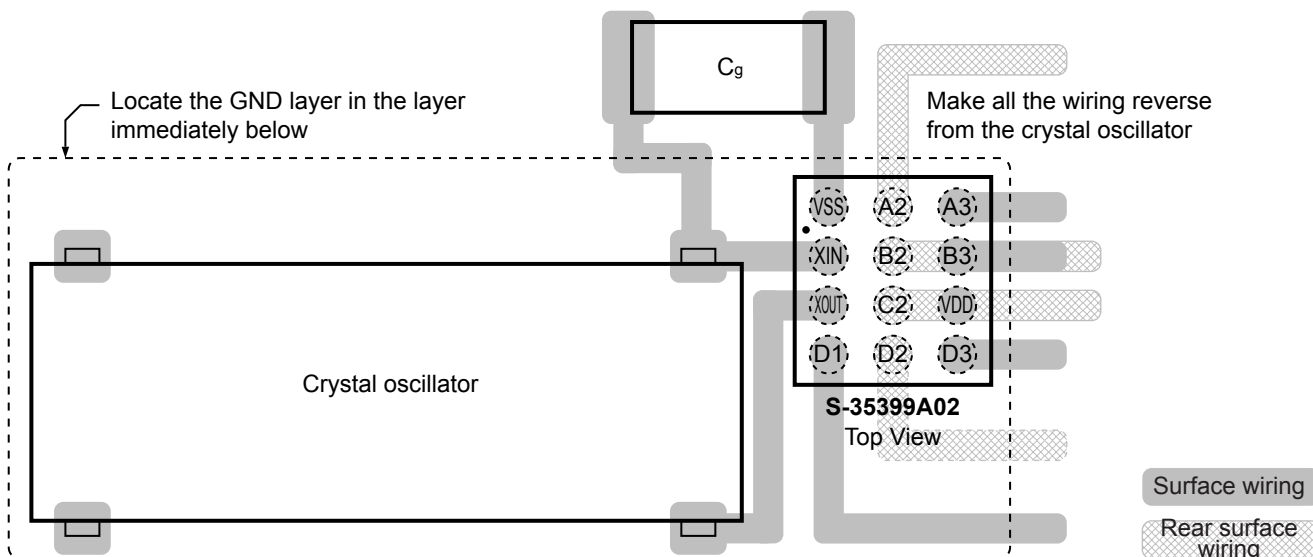 Cg
Locate the GND layer in the layer
immediately below
Make all the wiring reverse
from the crystal oscillator
VSS A2 A3
XIN B2 B3
XOUT C2 VDD
D1 D2 D3
Crystal oscillator
S-35399A02
Top View
Surface wiring
Rear surface
wiring